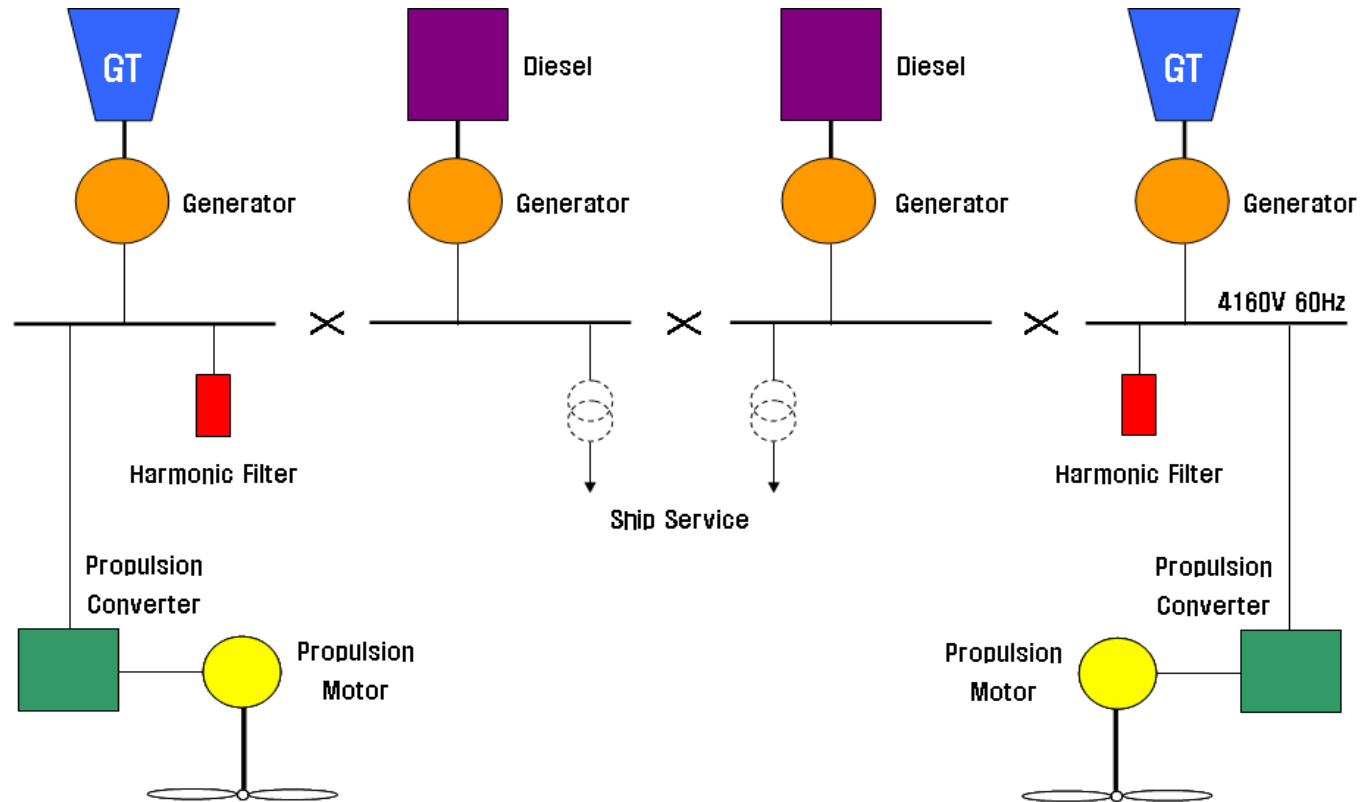 GT
Diesel
Diesel
GT
Generator
Generator
Generator
Generator
4160V 60Hz
Harmonic Filter
Harmonic Filter
Ship Service
Propulsion
Converter
Propulsion
Converter
Propulsion
Motor
Propulsion
Motor